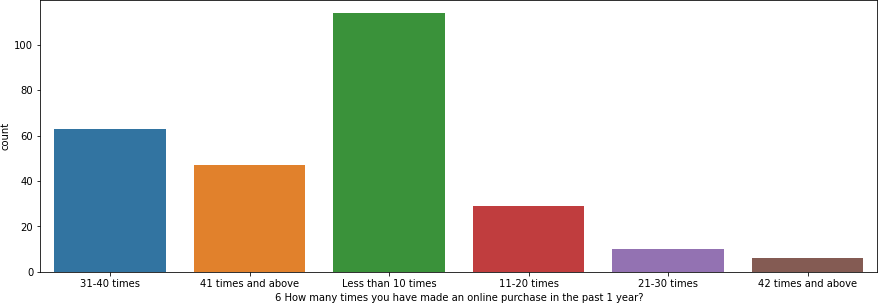 100
80
60
40
20
0
count
31-40 times
41 times and above
Less than 10 times
11-20 times
21-30 times
42 times and above
6 How many times you have made an online purchase in the past 1 year?